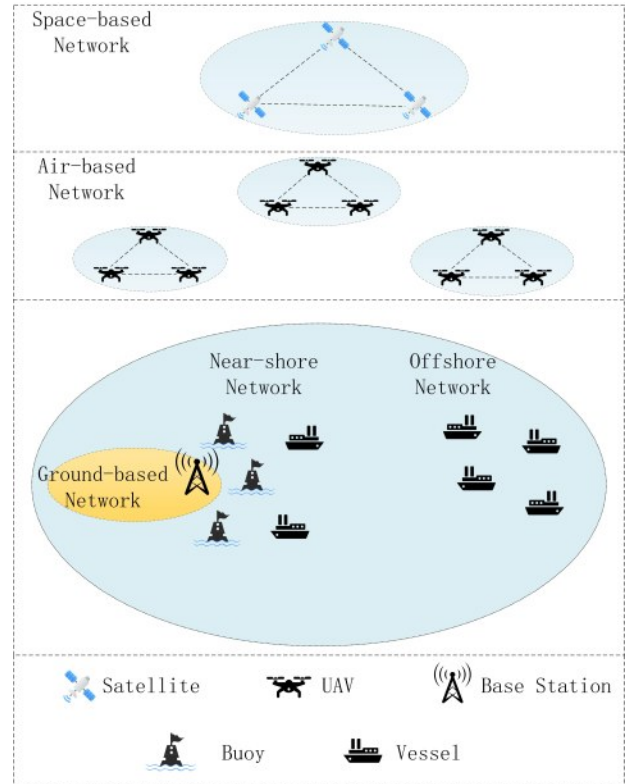 Space-based
Network
Air-based
Network
Near-shore
Network
Offshore
Network
Ground-based
Network
Satellite
UAV
Base Station
Buoy
Vessel